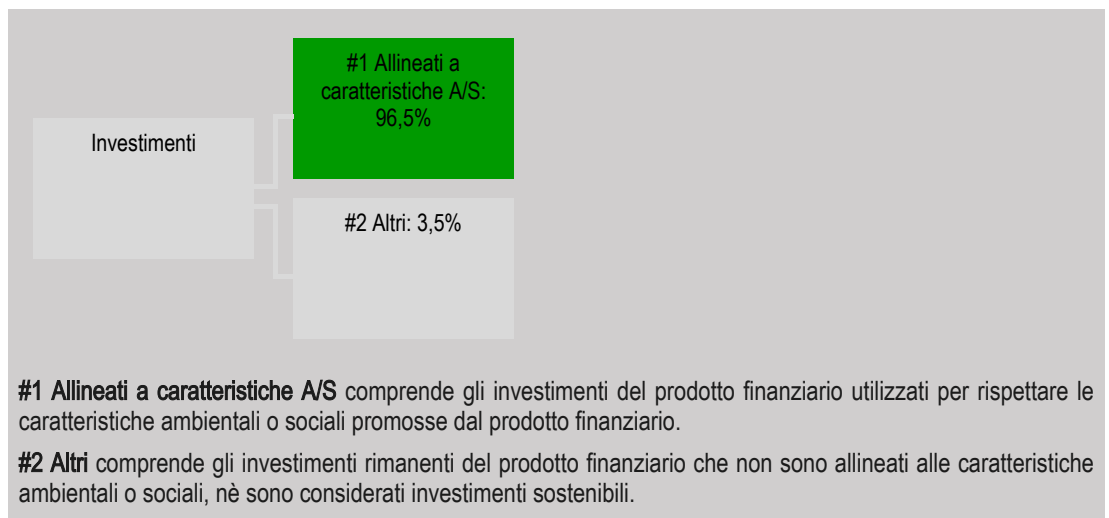 #1 Allineati a
caratteristiche A/S:
96,5%
Investimenti
#2 Altri: 3,5%
#1 Allineati a caratteristiche A/S comprende gli investimenti del prodotto finanziario utilizzati per rispettare le
caratteristiche ambientali o sociali promosse dal prodotto finanziario.
#2 Altri comprende gli investimenti rimanenti del prodotto finanziario che non sono allineati alle caratteristiche
ambientali o sociali, nè sono considerati investimenti sostenibili.